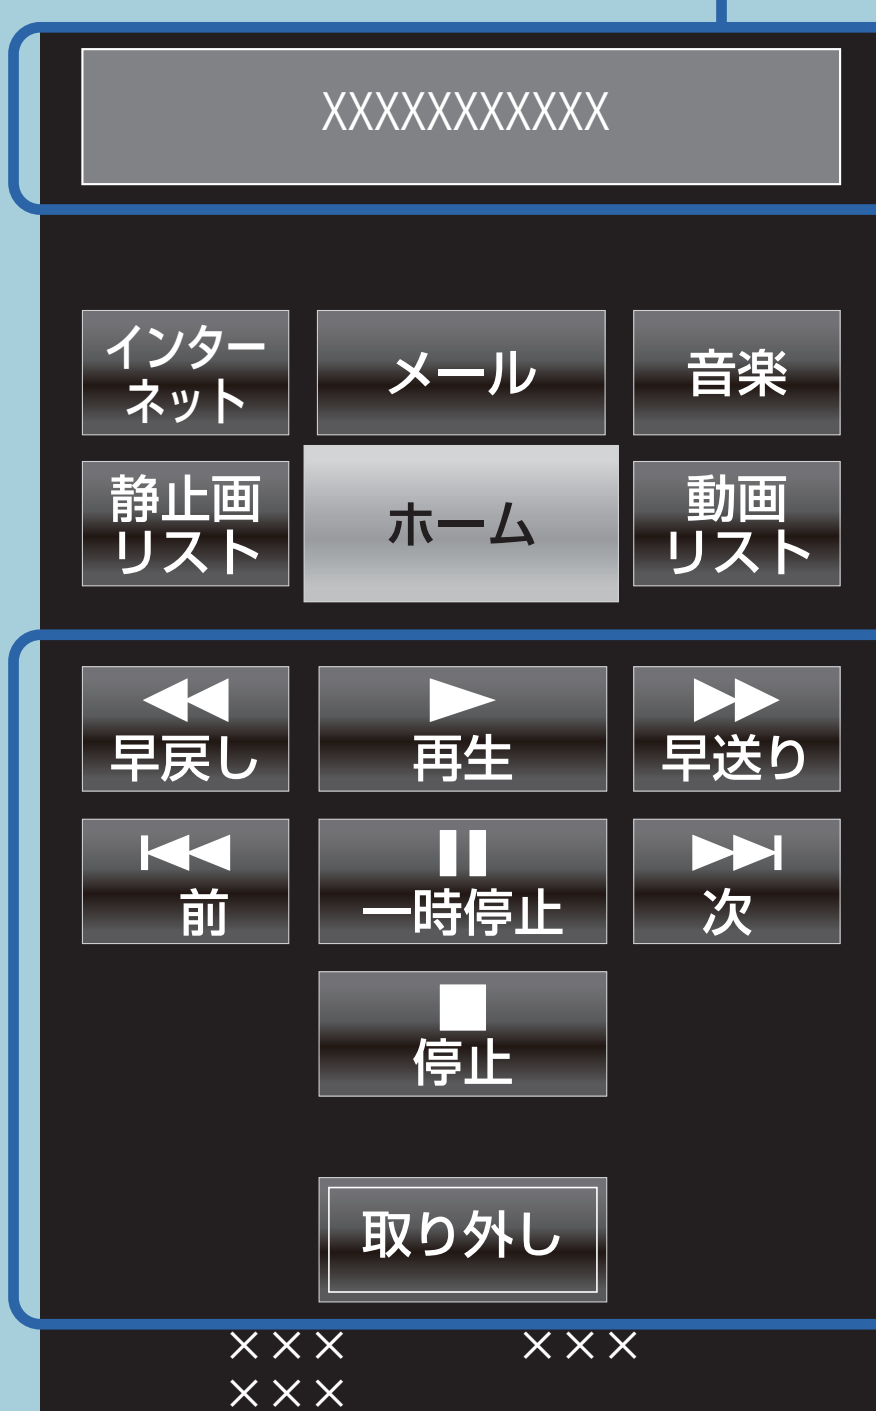 XXXXXXXXXXX
インター
ネット
メール
音楽
静止画
リスト
ホーム
動画
リスト
早戻し
再生
早送り
前
一時停止
次
停止
取り外し
××× ×××
×××